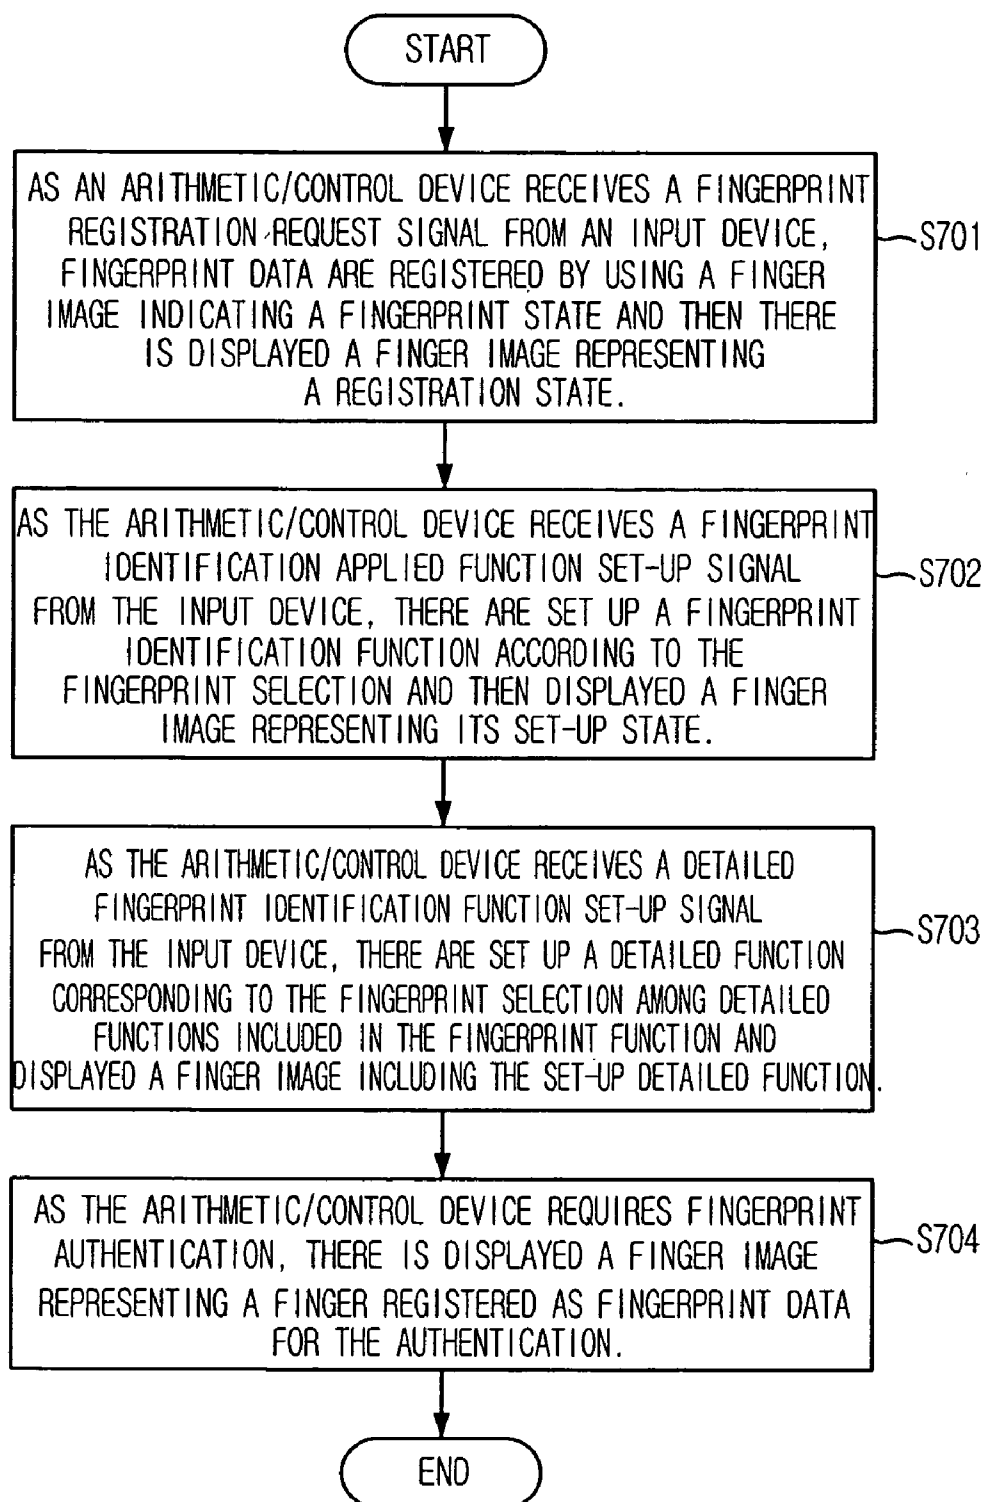 START
AS AN ARITHMETIC/CONTROL DEVICE RECEIVES A FINGERPRINT
REGISTRATION REQUEST SIGNAL FROM AN INPUT DEVICE,
FINGERPRINT DATA ARE REGISTERED BY USING A FINGER
IMAGE INDICATING A FINGERPRINT STATE AND THEN THERE
IS DISPLAYED A FINGER IMAGE REPRESENTING
A REGISTRATION STATE.
S701
AS THE ARITHMETIC/CONTROL DEVICE RECEIVES A FINGERPRINT
IDENTIFICATION APPLIED FUNCTION SET-UP SIGNAL
FROM THE INPUT DEVICE, THERE ARE SET UP A FINGERPRINT
IDENTIFICATION FUNCTION ACCORDING TO THE
FINGERPRINT SELECTION AND THEN DISPLAYED A FINGER
IMAGE REPRESENTING ITS SET-UP STATE.
S702
AS THE ARITHMETIC/CONTROL DEVICE RECEIVES A DETAILED
FINGERPRINT IDENTIFICATION FUNCTION SET-UP SIGNAL
FROM THE INPUT DEVICE, THERE ARE SET UP A DETAILED FUNCTION
CORRESPONDING TO THE FINGERPRINT SELECTION AMONG DETAILED
FUNCTIONS INCLUDED IN THE FINGERPRINT FUNCTION AND
DISPLAYED A FINGER IMAGE INCLUDING THE SET-UP DETAILED FUNCTION.
S703
AS THE ARITHMETIC/CONTROL DEVICE REQUIRES FINGERPRINT
AUTHENTICATION, THERE IS DISPLAYED A FINGER IMAGE
REPRESENTING A FINGER REGISTERED AS FINGERPRINT DATA
FOR THE AUTHENTICATION.
S704
END